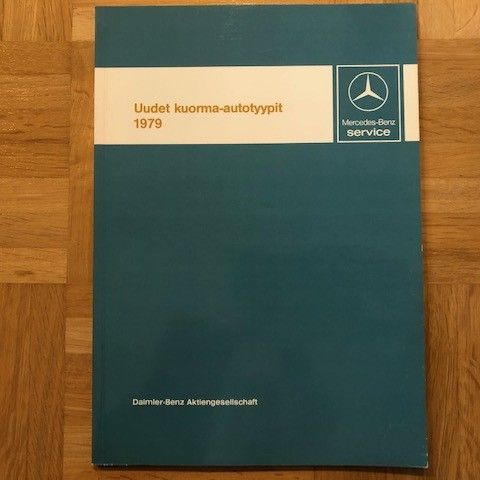 Uudet kuorma-autotyypit
1979
Mercedes-Benz
service
Daimler-Benz Aktiengesellschaft